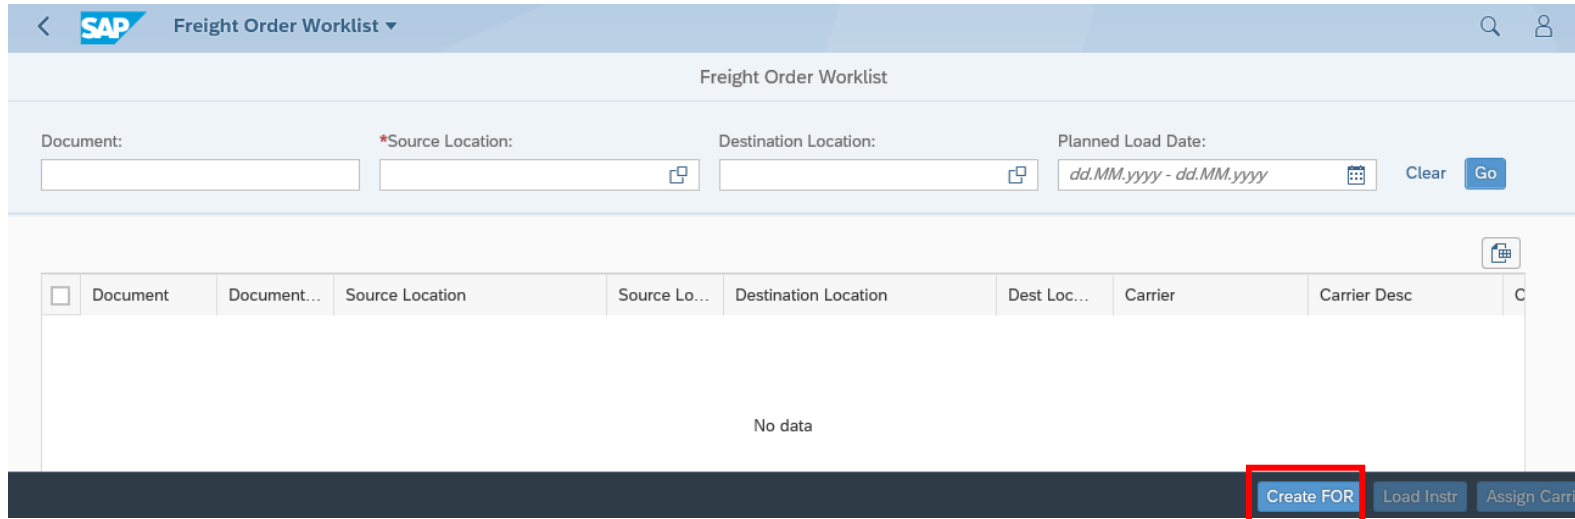 SAP Freight Order Worklist
Freight Order Worklist
Document: *Source Location: Destination Location: Planned Load Date:
dd.MM.yyyy - dd.MM.yyyy Clear Go
Document Document... Source Location Source Lo... Destination Location Dest Loc... Carrier Carrier Desc C
No data
Create FOR Load Instr Assign Carri